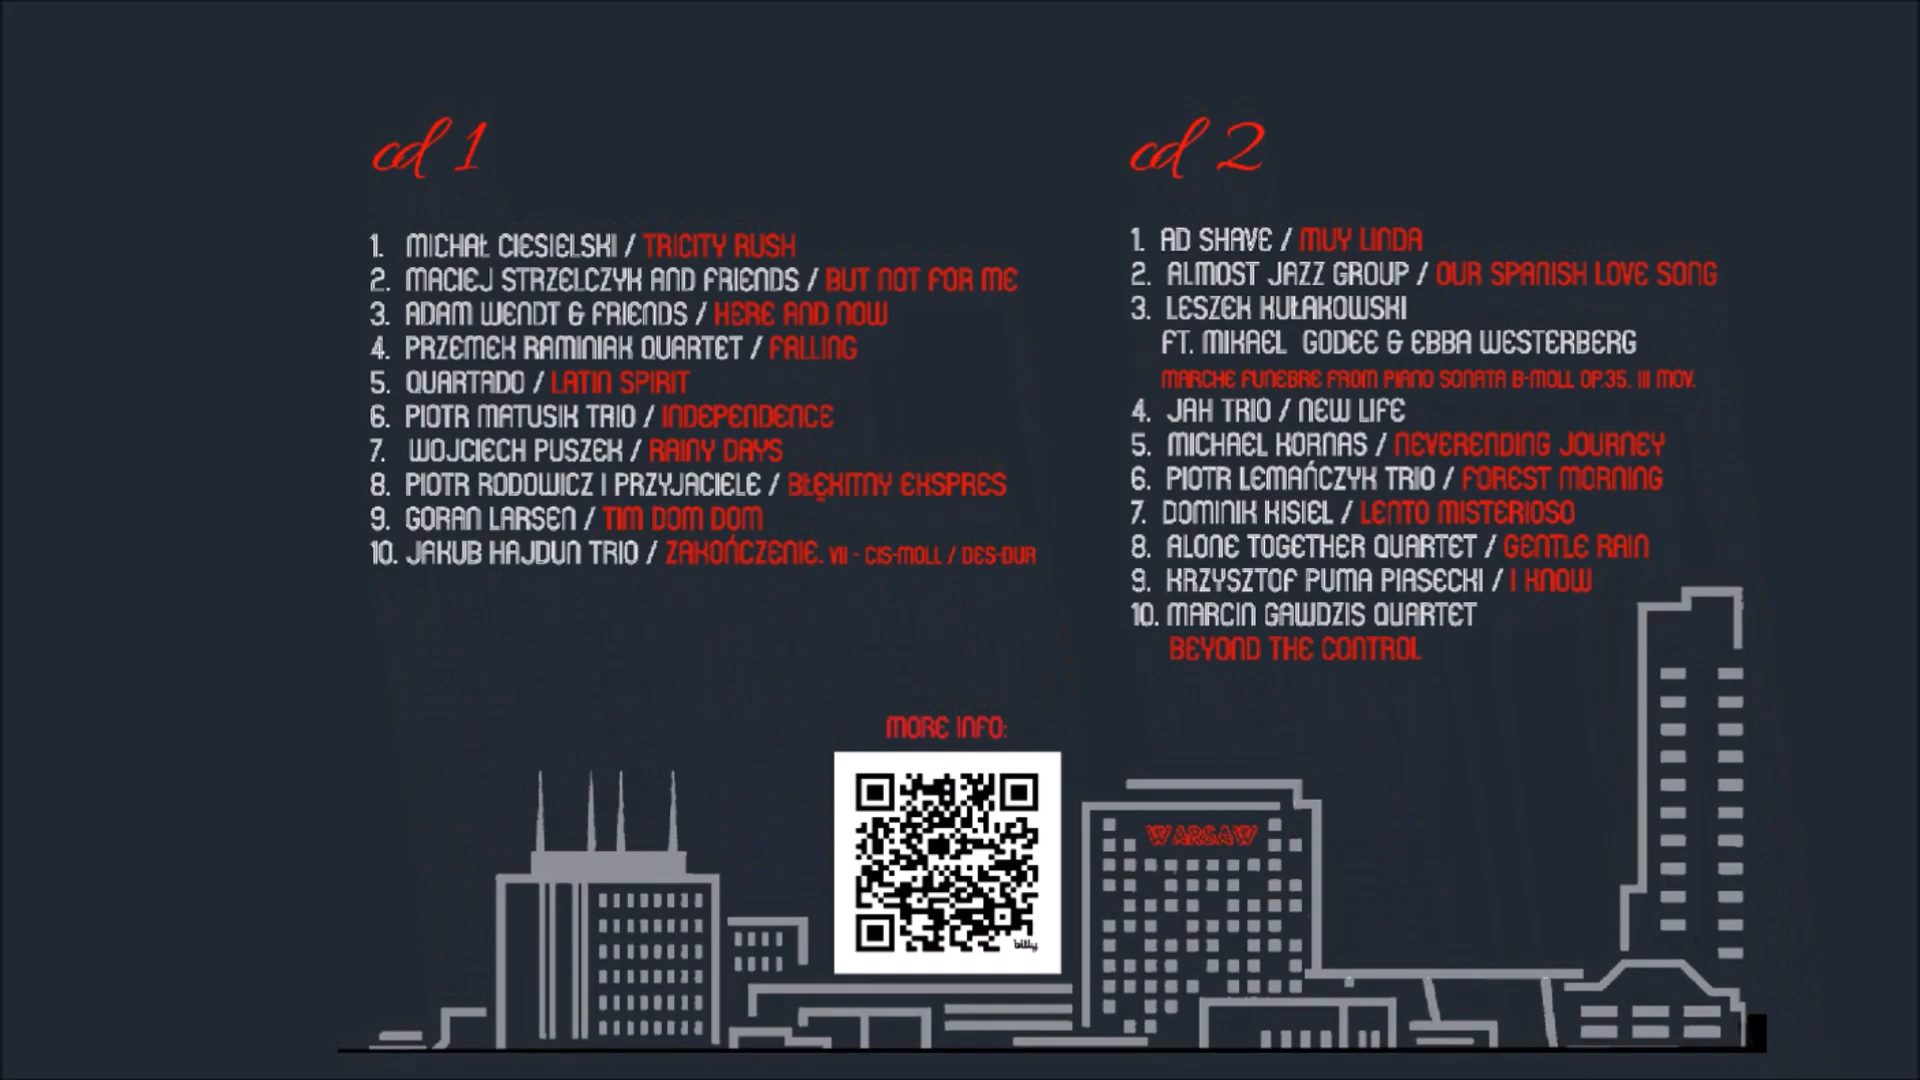 cd 1
1. MICHAŁ CIESIELSKI / TRICITY RUSH
2. MACIEJ STRZELCZYK AND FRIENDS / BUT NOT FOR ME
3. ADAM WENDT & FRIENDS / HERE AND NOW
4. PRZEMEK RAMINIAK QUARTET / FALLING
5. QUARTADO / LATIN SPIRIT
6. PIOTR MATUSIK TRIO / INDEPENDENCE
7. WOJCIECH PUSZEK / RAINY DAYS
8. PIOTR RODOWICZ I PRZYJACIELE / BŁĘKITNY EKSPRES
9. GORAN LARSEN / TIM DOM DOM
10. JAKUB HAJDUN TRIO / ZAKOŃCZENIE. VII - CIS-MOLL / DES-DUR
cd 2
1. AD SHAVE / MUY LINDA
2. ALMOST JAZZ GROUP / OUR SPANISH LOVE SONG
3. LESZEK KUŁAKOWSKI
FT. MIKAEL GODEE & EBBA WESTERBERG
MARCHE FUNEBRE FROM PIANO SONATA B-MOLL OP.35. III MOV.
4. JAH TRIO / NEW LIFE
5. MICHAEL KORNAS / NEVERENDING JOURNEY
6. PIOTR LEMAŃCZYK TRIO / FOREST MORNING
7. DOMINIK KISIEL / LENTO MISTERIOSO
8. ALONE TOGETHER QUARTET / GENTLE RAIN
9. KRZYSZTOF PUMA PIASECKI / I KNOW
10. MARCIN GAWDZIS QUARTET
BEYOND THE CONTROL
MORE INFO:
bitly
WARSAW